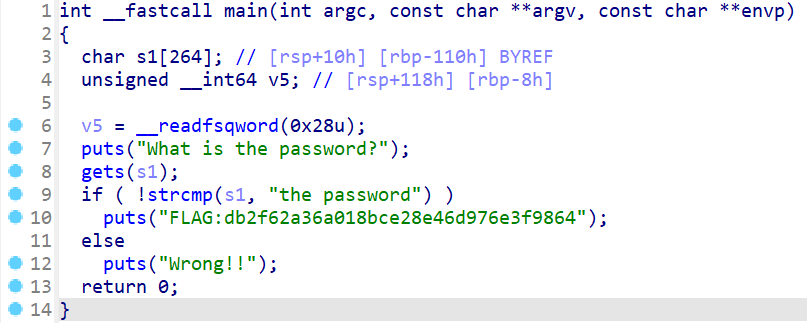 1 int __fastcall main(int argc, const char **argv, const char **envp)
2 {
3   char s1[264]; // [rsp+10h] [rbp-110h] BYREF
4   unsigned __int64 v5; // [rsp+118h] [rbp-8h]
5
6   v5 = __readfsqword(0x28u);
7   puts("What is the password?");
8   gets(s1);
9   if ( !strcmp(s1, "the password") )
10     puts("FLAG:db2f62a36a018bce28e46d976e3f9864");
11   else
12     puts("Wrong!!");
13   return 0;
14 }